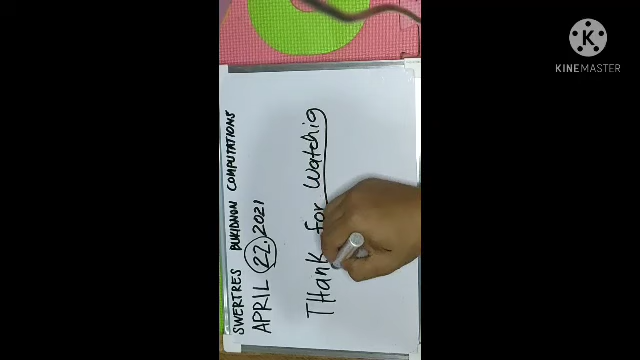 SWERTRES BUKIDNON COMPUTATIONS
APRIL 22, 2021
THank for Watchig
KINEMASTER